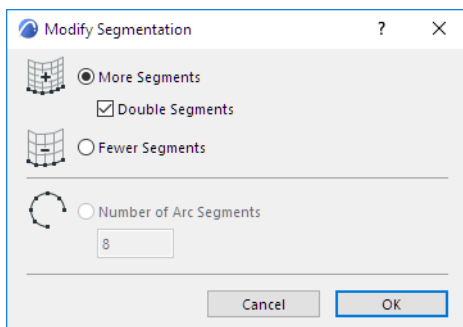 Modify Segmentation
?
More Segments
Double Segments
Fewer Segments
Number of Arc Segments
8
Cancel
OK